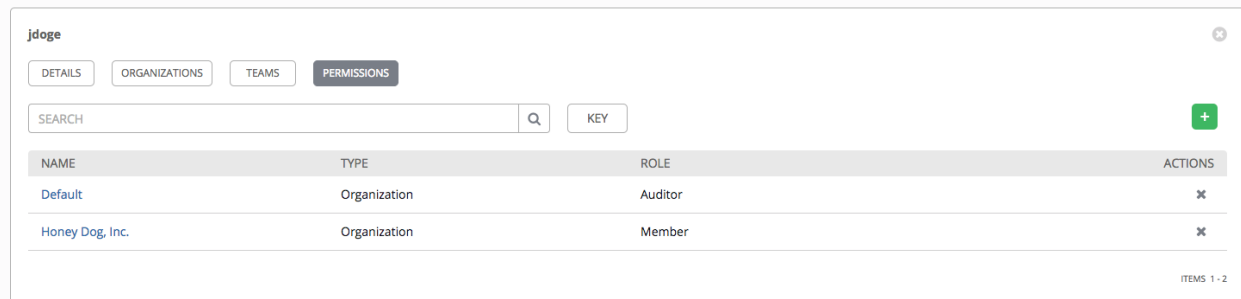 jdoge
DETAILS ORGANIZATIONS TEAMS PERMISSIONS
SEARCH KEY +
NAME TYPE ROLE ACTIONS
Default Organization Auditor
Honey Dog, Inc. Organization Member
ITEMS 1 - 2